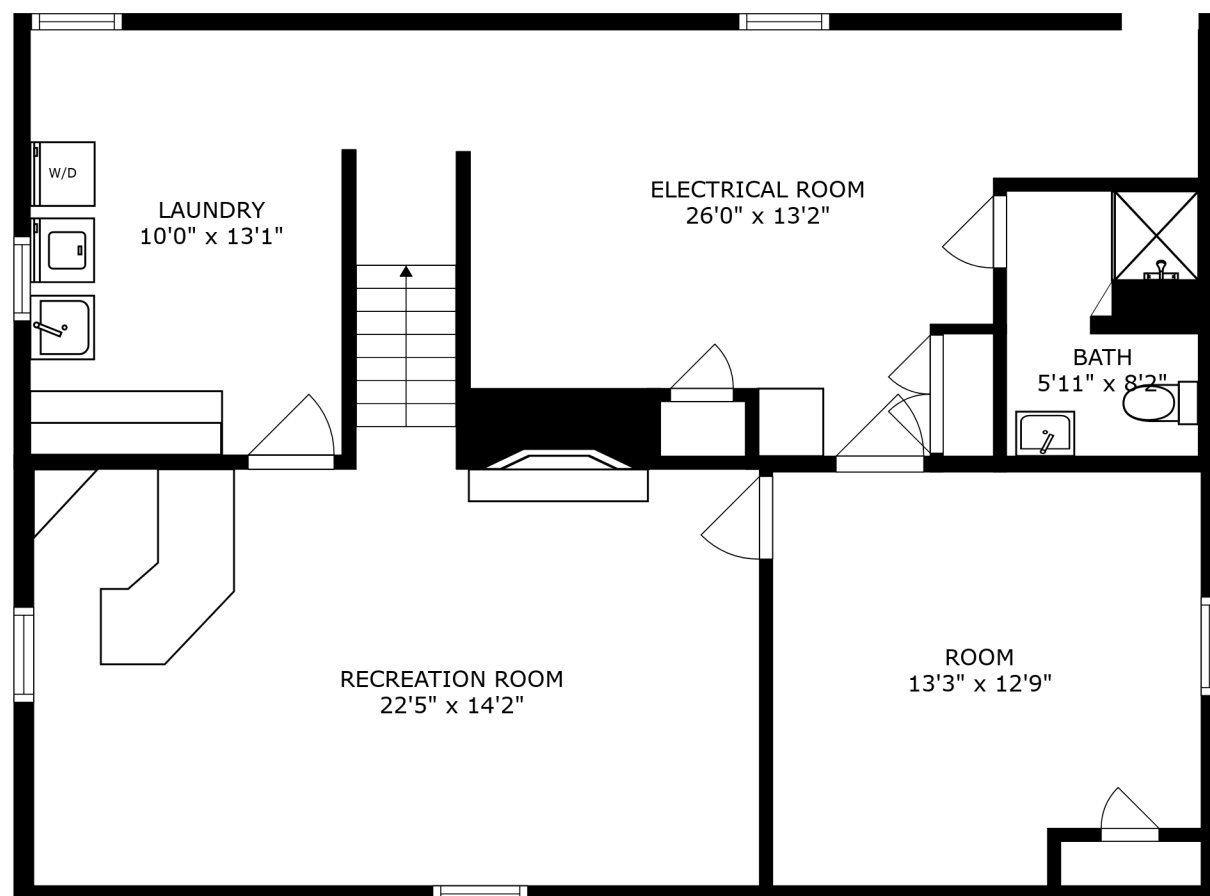 W/D
LAUNDRY
10'0" x 13'1"
ELECTRICAL ROOM
26'0" x 13'2"
BATH
5'11" x 8'2"
RECREATION ROOM
22'5" x 14'2"
ROOM
13'3" x 12'9"